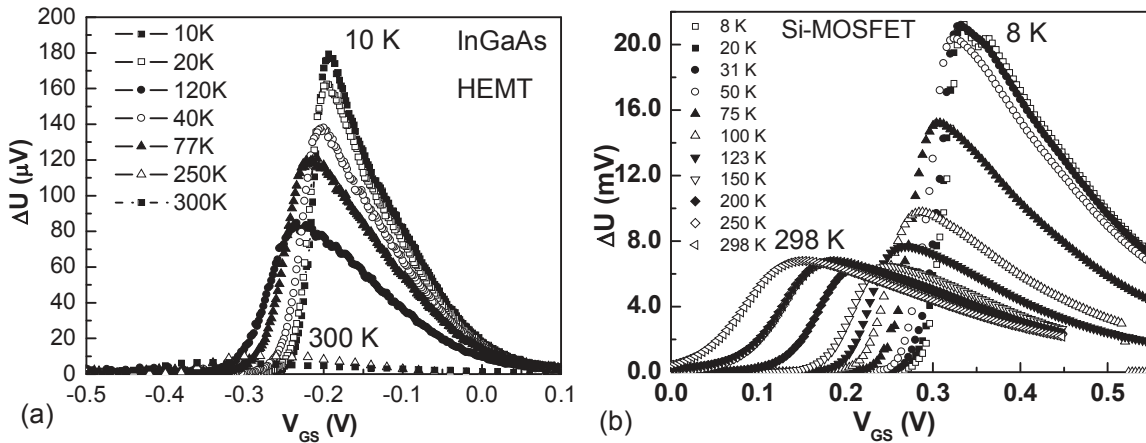 200
180
160
140
120
100
80
60
40
20
0
ΔU (μV)
10K
20K
120K
40K
77K
250K
300K
10 K
InGaAs
HEMT
300 K
-0.5 -0.4 -0.3 -0.2 -0.1 0.0 0.1
(a)
V_GS (V)
20.0
16.0
12.0
8.0
4.0
0.0
ΔU (mV)
Si-MOSFET
8 K
20 K
31 K
50 K
75 K
100 K
123 K
150 K
200 K
250 K
298 K
8 K
298 K
0.0 0.1 0.2 0.3 0.4 0.5
(b)
V_GS (V)